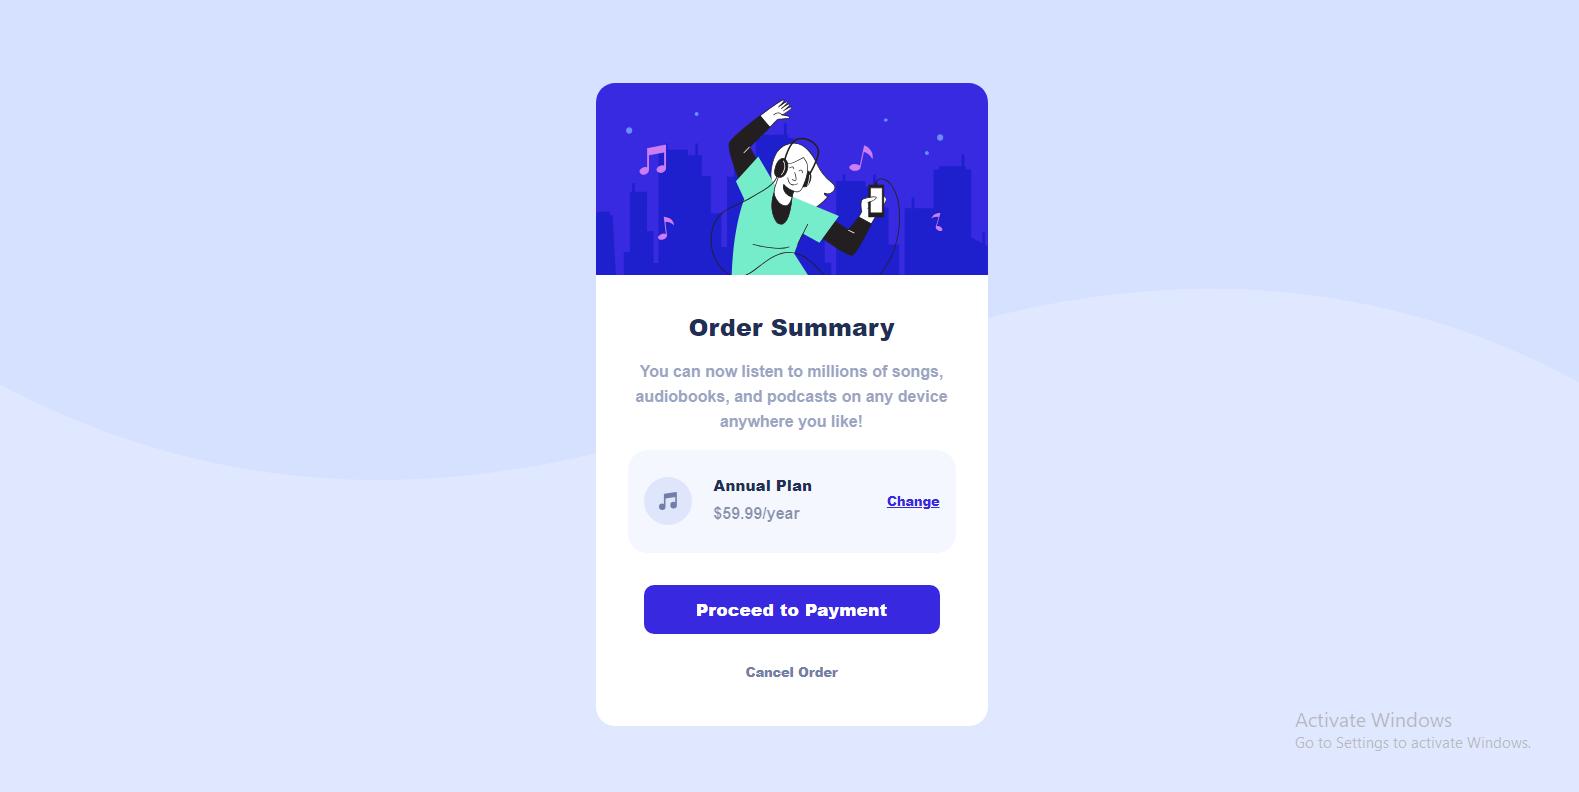 Order Summary
You can now listen to millions of songs,
audiobooks, and podcasts on any device
anywhere you like!
Annual Plan
$59.99/year
Change
Proceed to Payment
Cancel Order
Activate Windows
Go to Settings to activate Windows.